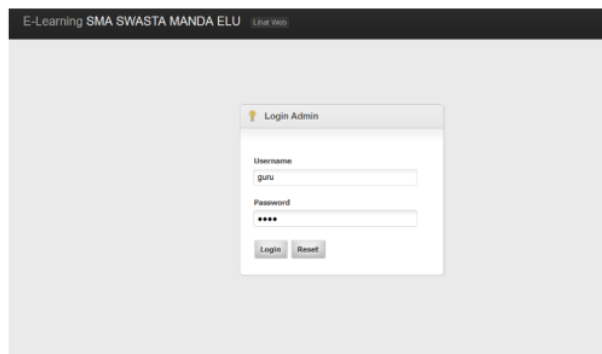 E-Learning SMA SWASTA MANDA ELU Lihat Web
Login Admin
Username
guru
Password
••••
Login Reset